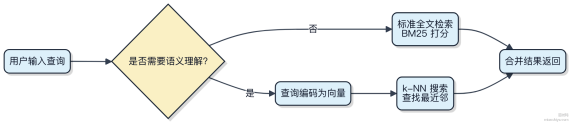 用户输入查询
是否需要语义理解?
否
标准全文检索
BM25 打分
是
查询编码为向量
k-NN 搜索
查找最近邻
合并结果返回